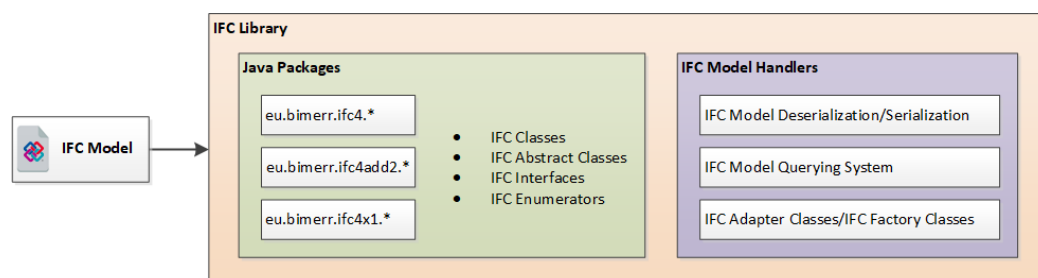 IFC Library
Java Packages
IFC Model Handlers
IFC Model
eu.bimerr.ifc4.*
eu.bimerr.ifc4add2.*
eu.bimerr.ifc4x1.*
• IFC Classes
• IFC Abstract Classes
• IFC Interfaces
• IFC Enumerators
IFC Model Deserialization/Serialization
IFC Model Querying System
IFC Adapter Classes/IFC Factory Classes